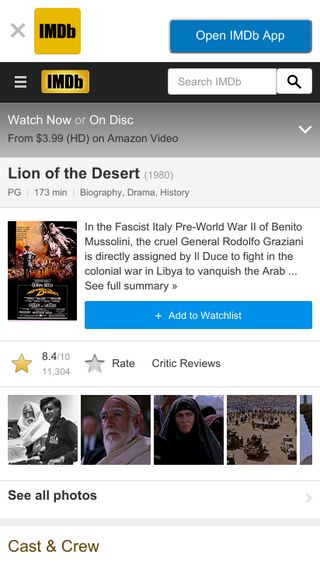 IMDb
Open IMDb App
IMDb
Search IMDb
Watch Now or On Disc
From $3.99 (HD) on Amazon Video
Lion of the Desert (1980)
PG | 173 min | Biography, Drama, History
In the Fascist Italy Pre-World War II of Benito
Mussolini, the cruel General Rodolfo Graziani
is directly assigned by Il Duce to fight in the
colonial war in Libya to vanquish the Arab ...
See full summary »
+ Add to Watchlist
8.4/10
11,304
Rate
Critic Reviews
See all photos
Cast & Crew